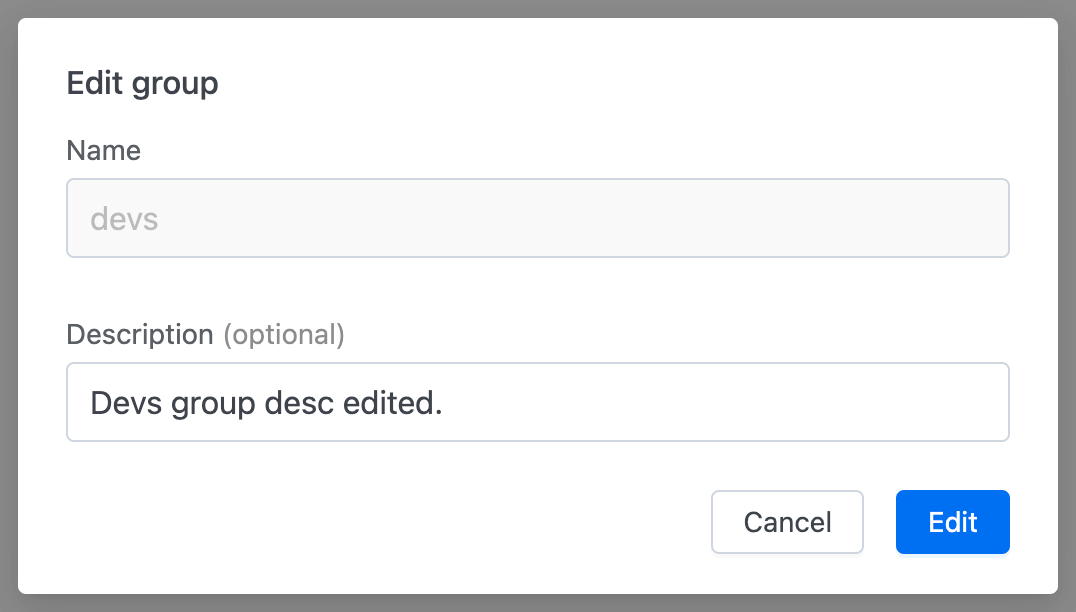 Edit group
Name
devs
Description (optional)
Devs group desc edited.
Cancel Edit